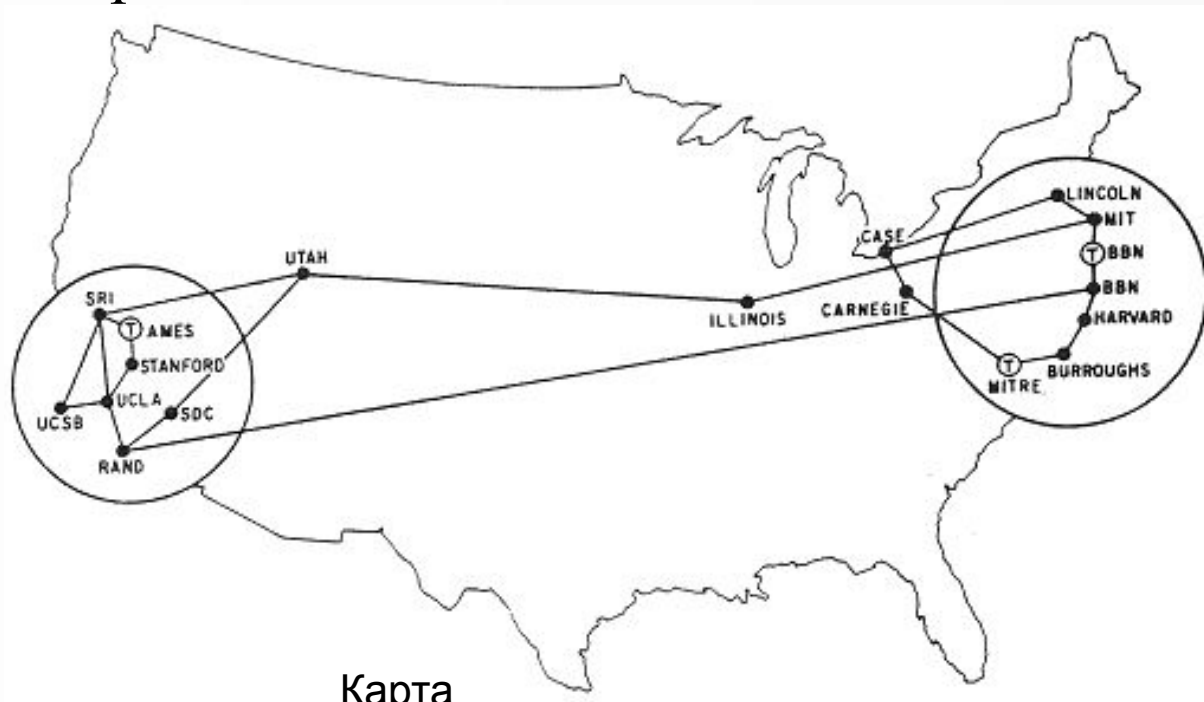 LINCOLN
MIT
T BBN
BBN
HARVARD
BURROUGHS
T
MITRE
CASE
CARNEGIE
ILLINOIS
UTAH
SRI
T AMES
STANFORD
UCLA
SDC
UCSB
RAND
Карта